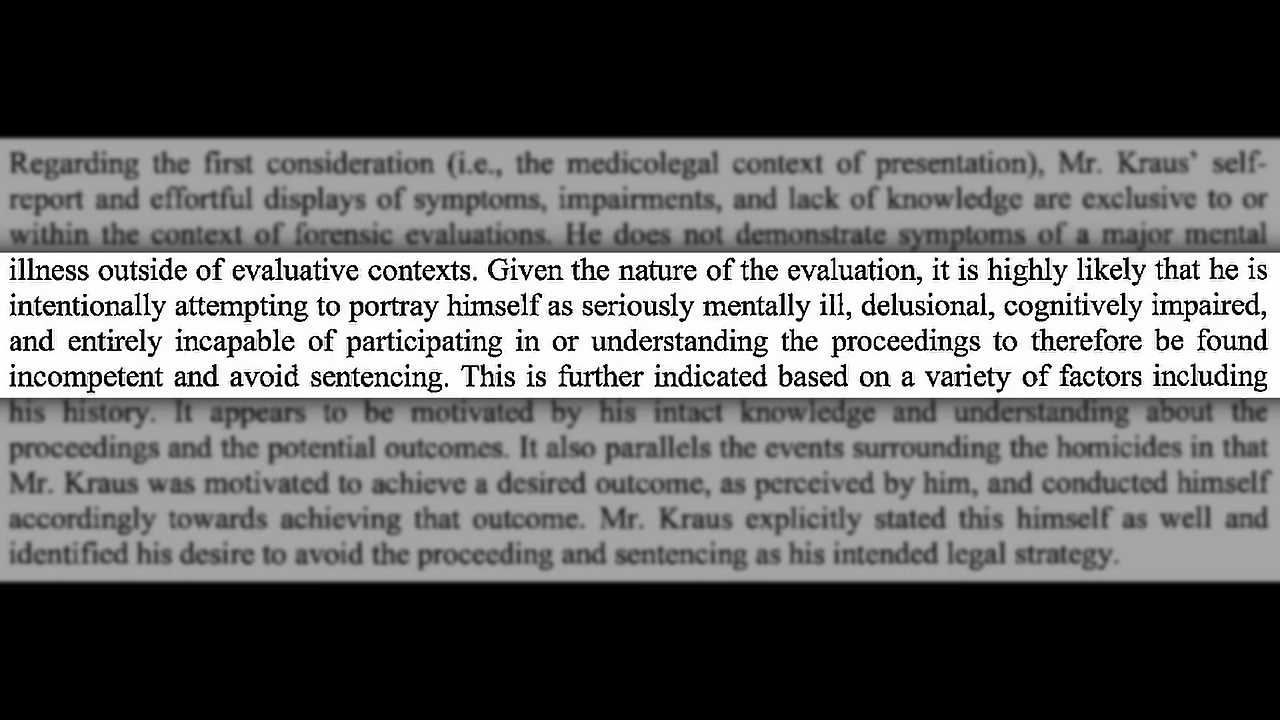 Regarding the first consideration (i.e., the medicolegal context of presentation), Mr. Kraus' self-
report and effortful displays of symptoms, impairments, and lack of knowledge are exclusive to or
within the context of forensic evaluations. He does not demonstrate symptoms of a major mental
illness outside of evaluative contexts. Given the nature of the evaluation, it is highly likely that he is
intentionally attempting to portray himself as seriously mentally ill, delusional, cognitively impaired,
and entirely incapable of participating in or understanding the proceedings to therefore be found
incompetent and avoid sentencing. This is further indicated based on a variety of factors including
his history. It appears to be motivated by his intact knowledge and understanding about the
proceedings and the potential outcomes. It also parallels the events surrounding the homicides in that
Mr. Kraus was motivated to achieve a desired outcome, as perceived by him, and conducted himself
accordingly towards achieving that outcome. Mr. Kraus explicitly stated this himself as well and
identified his desire to avoid the proceeding and sentencing as his intended legal strategy.